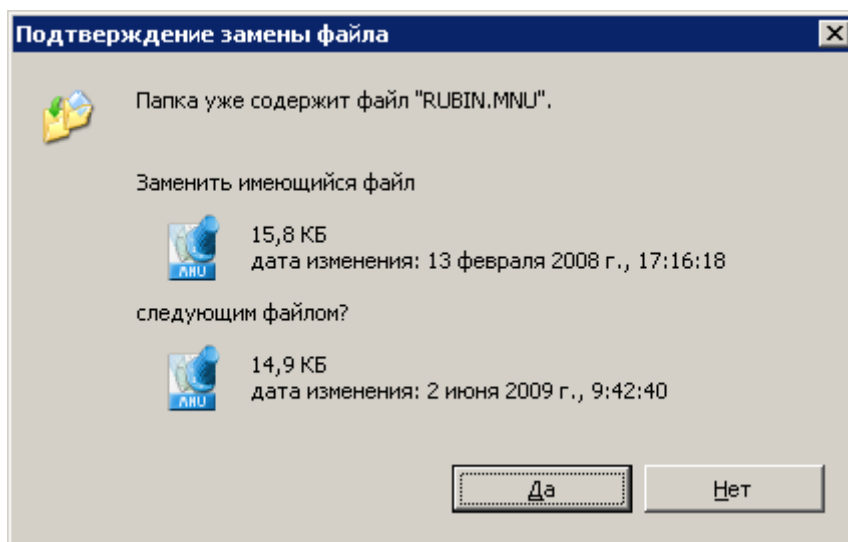 Подтверждение замены файла
Папка уже содержит файл "RUBIN.MNU".
Заменить имеющийся файл
MNU
15,8 КБ
дата изменения: 13 февраля 2008 г., 17:16:18
следующим файлом?
MNU
14,9 КБ
дата изменения: 2 июня 2009 г., 9:42:40
Да
Нет